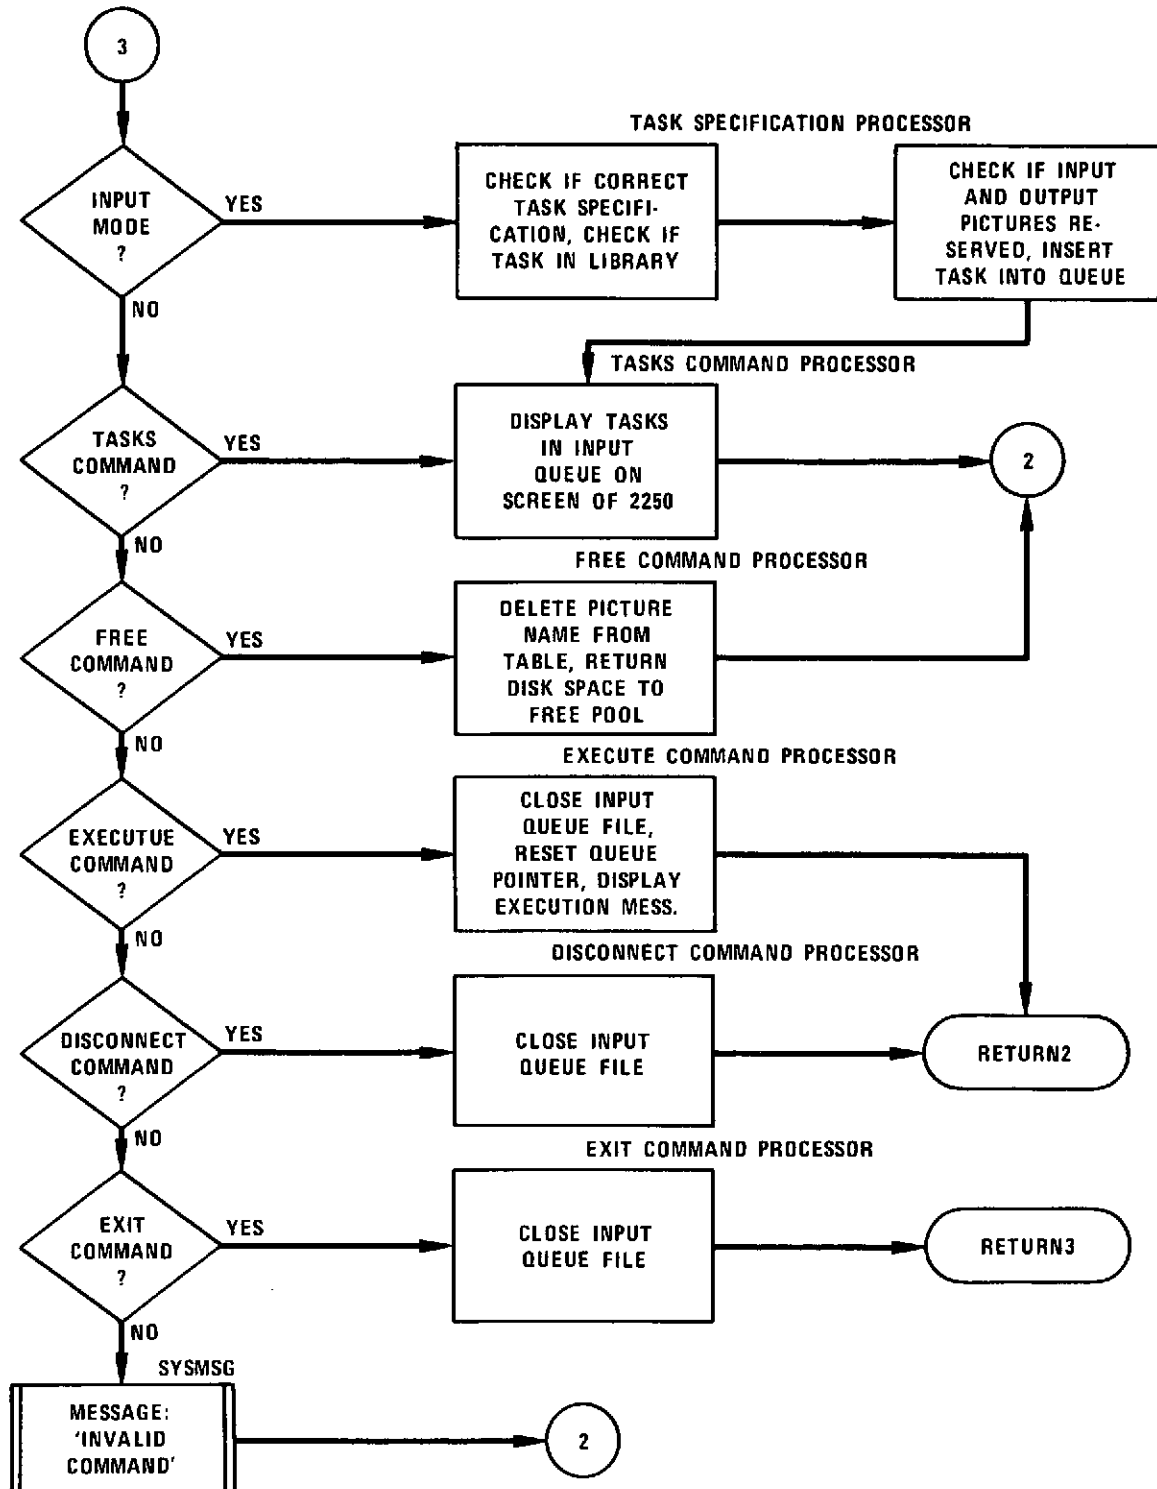 3
TASK SPECIFICATION PROCESSOR
INPUT
MODE
?
YES
NO
CHECK IF CORRECT
TASK SPECIFI-
CATION, CHECK IF
TASK IN LIBRARY
CHECK IF INPUT
AND OUTPUT
PICTURES RE-
SERVED, INSERT
TASK INTO QUEUE
TASKS COMMAND PROCESSOR
TASKS
COMMAND
?
YES
NO
DISPLAY TASKS
IN INPUT
QUEUE ON
SCREEN OF 2250
2
FREE COMMAND PROCESSOR
FREE
COMMAND
?
YES
NO
DELETE PICTURE
NAME FROM
TABLE, RETURN
DISK SPACE TO
FREE POOL
EXECUTE COMMAND PROCESSOR
EXECUTUE
COMMAND
?
YES
NO
CLOSE INPUT
QUEUE FILE,
RESET QUEUE
POINTER, DISPLAY
EXECUTION MESS.
DISCONNECT COMMAND PROCESSOR
DISCONNECT
COMMAND
?
YES
NO
CLOSE INPUT
QUEUE FILE
RETURN2
EXIT COMMAND PROCESSOR
EXIT
COMMAND
?
YES
NO
CLOSE INPUT
QUEUE FILE
RETURN3
SYSMSG
MESSAGE:
'INVALID
COMMAND'
2